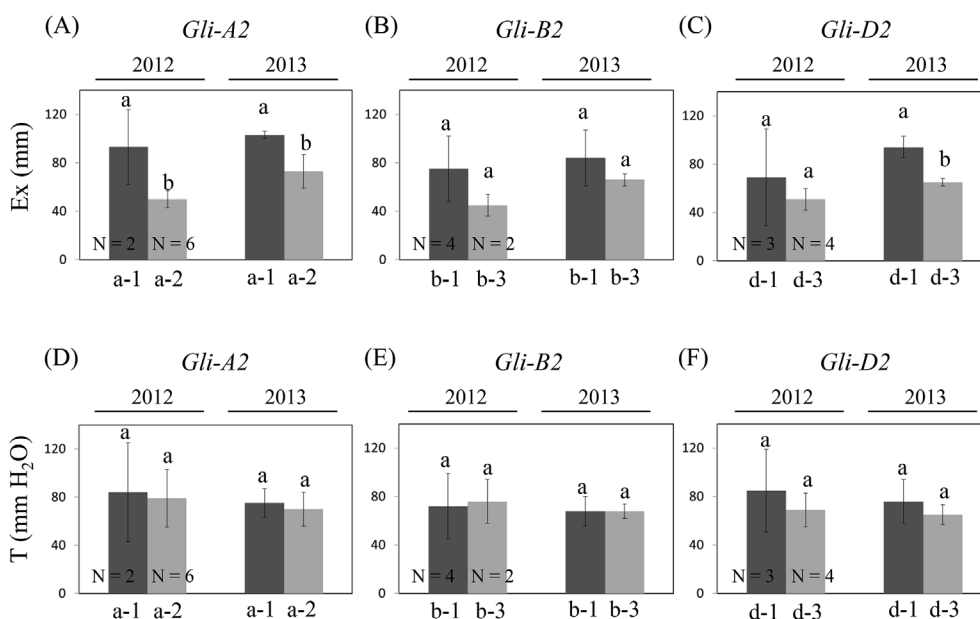 (A) Gli-A2 (B) Gli-B2 (C) Gli-D2
2012 2013 2012 2013 2012 2013
Ex (mm)
120 a a b b 120 a a a a 120 a a a b
80 80 80
40 40 40
N = 2 N = 6 N = 4 N = 2 N = 3 N = 4
0 0 0
a-1 a-2 a-1 a-2 b-1 b-3 b-1 b-3 d-1 d-3 d-1 d-3
(D) Gli-A2 (E) Gli-B2 (F) Gli-D2
2012 2013 2012 2013 2012 2013
T (mm H₂O)
120 a a a a 120 a a a a 120 a a a a
80 80 80
40 40 40
N = 2 N = 6 N = 4 N = 2 N = 3 N = 4
0 0 0
a-1 a-2 a-1 a-2 b-1 b-3 b-1 b-3 d-1 d-3 d-1 d-3